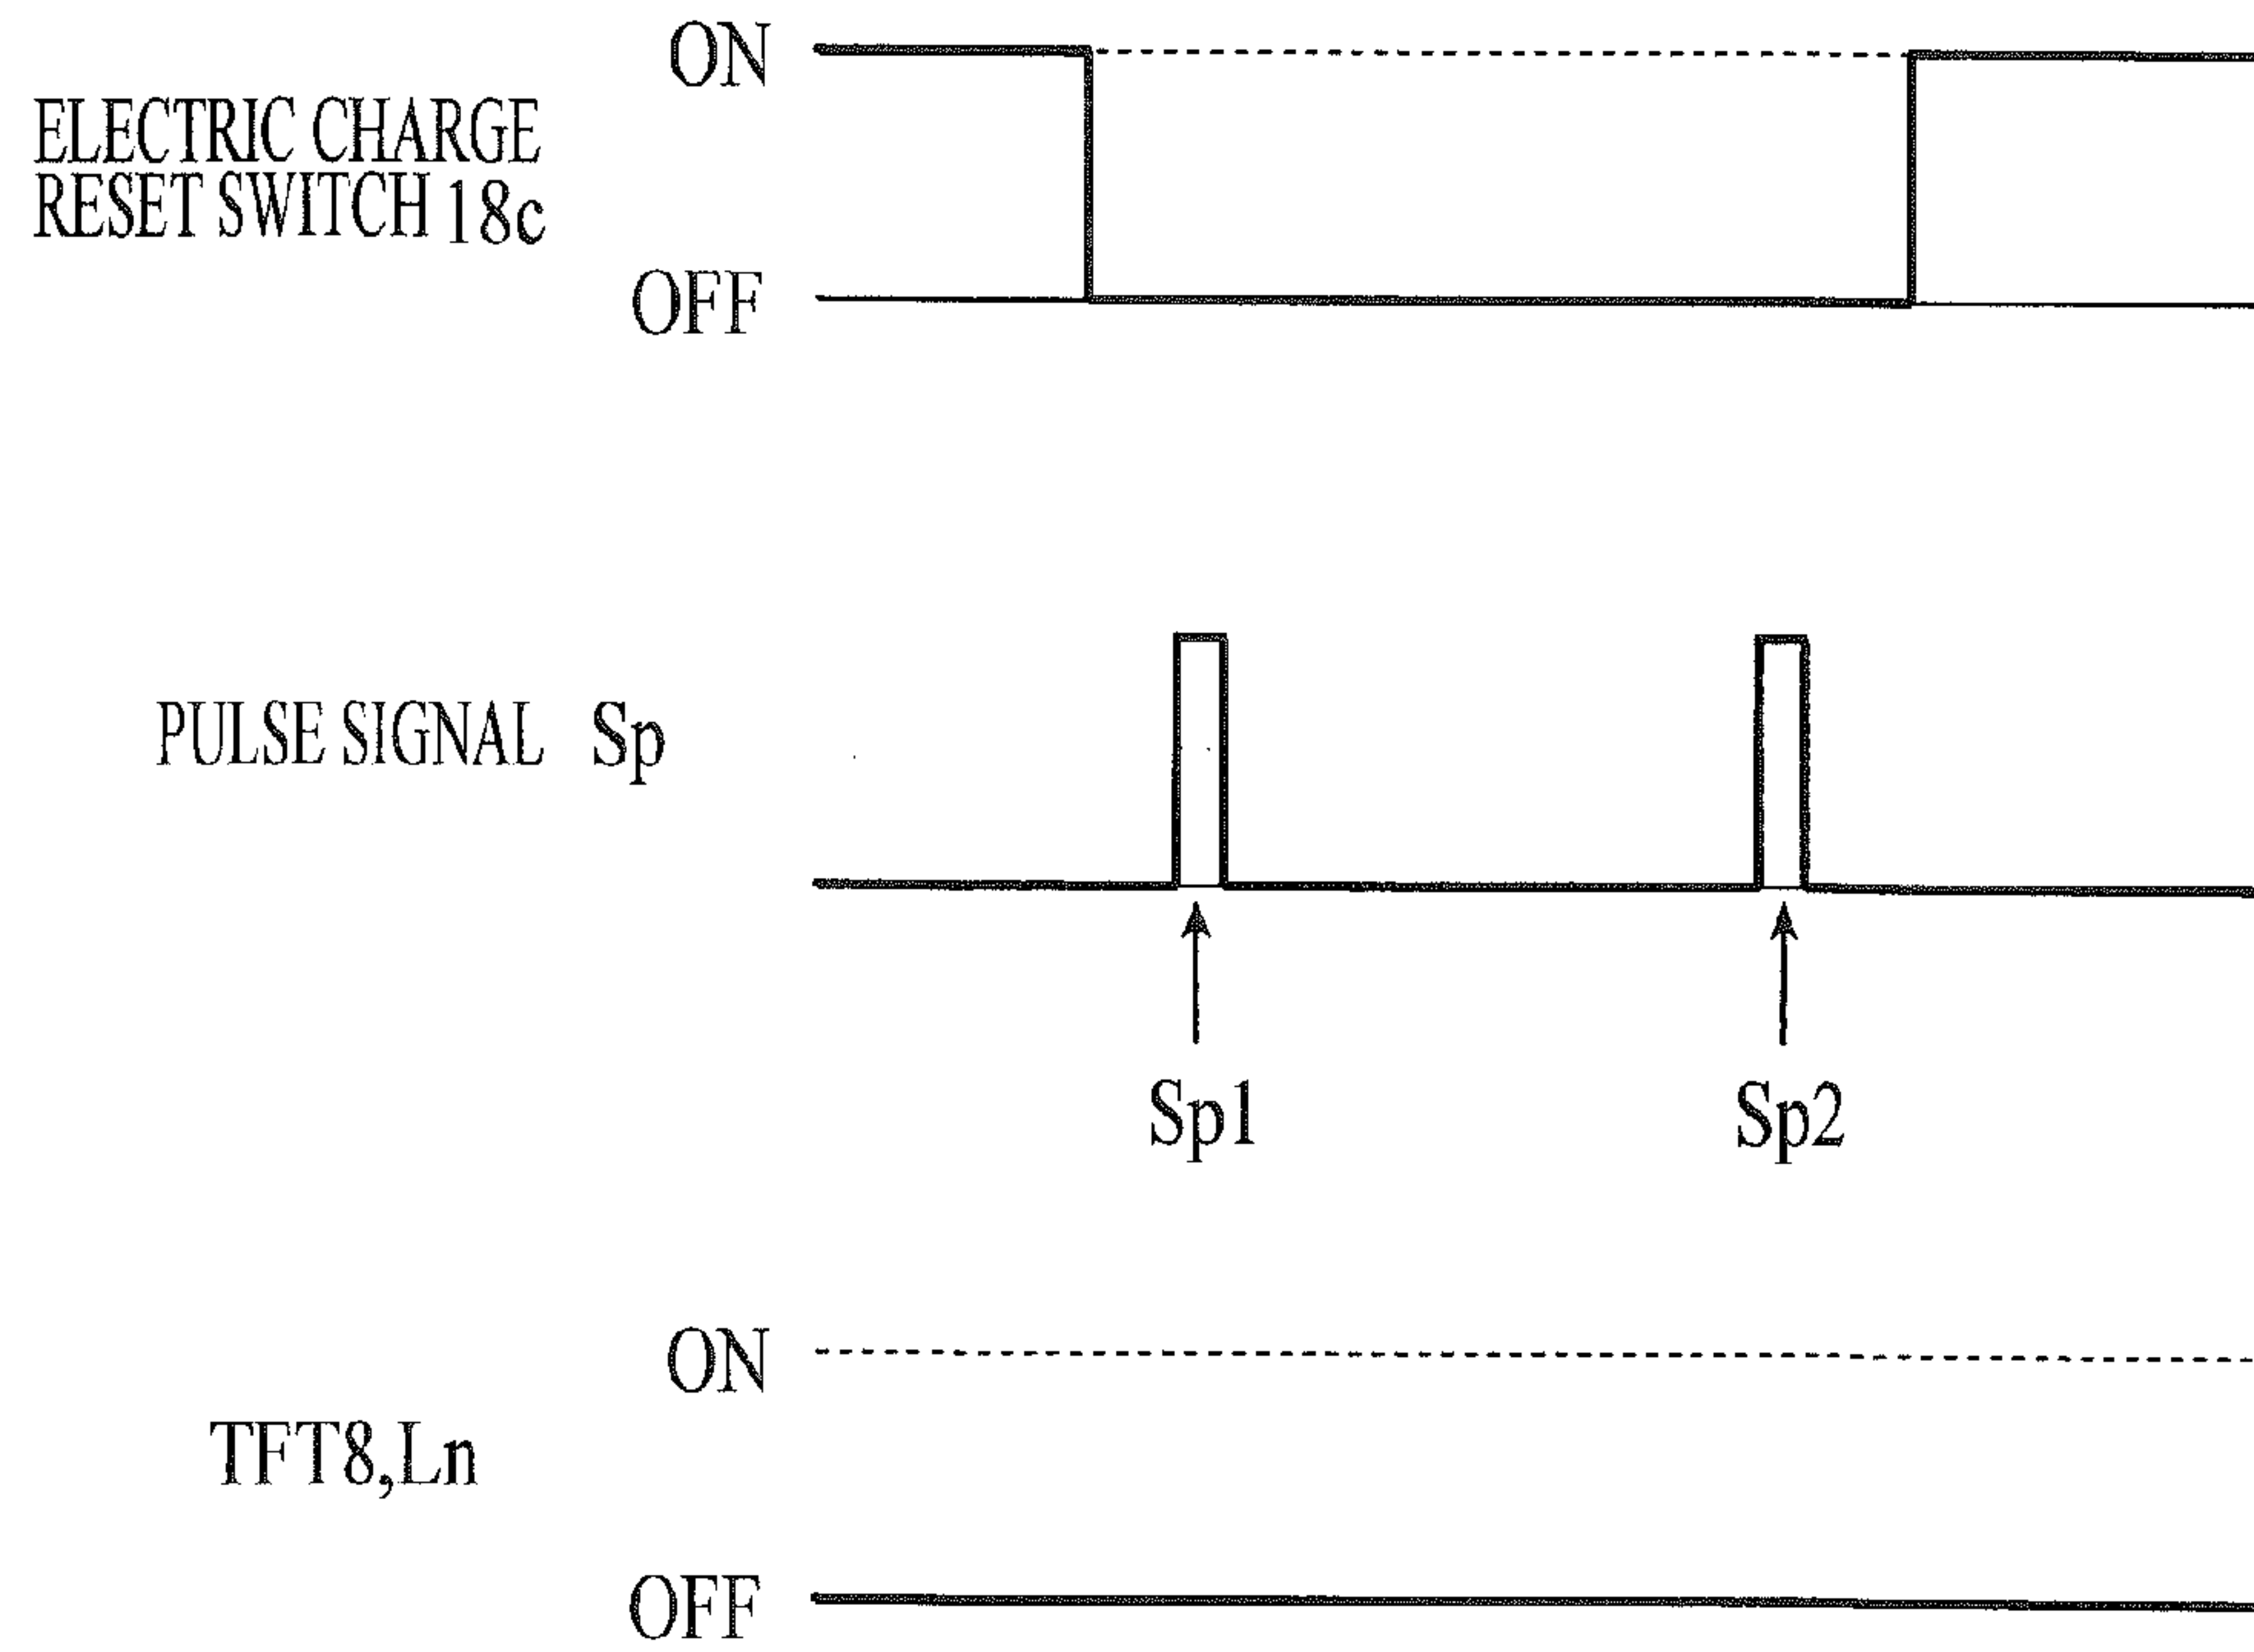 ON
ELECTRIC CHARGE
RESET SWITCH 18c
OFF
PULSE SIGNAL Sp
Sp1
Sp2
ON
TFT8,Ln
OFF